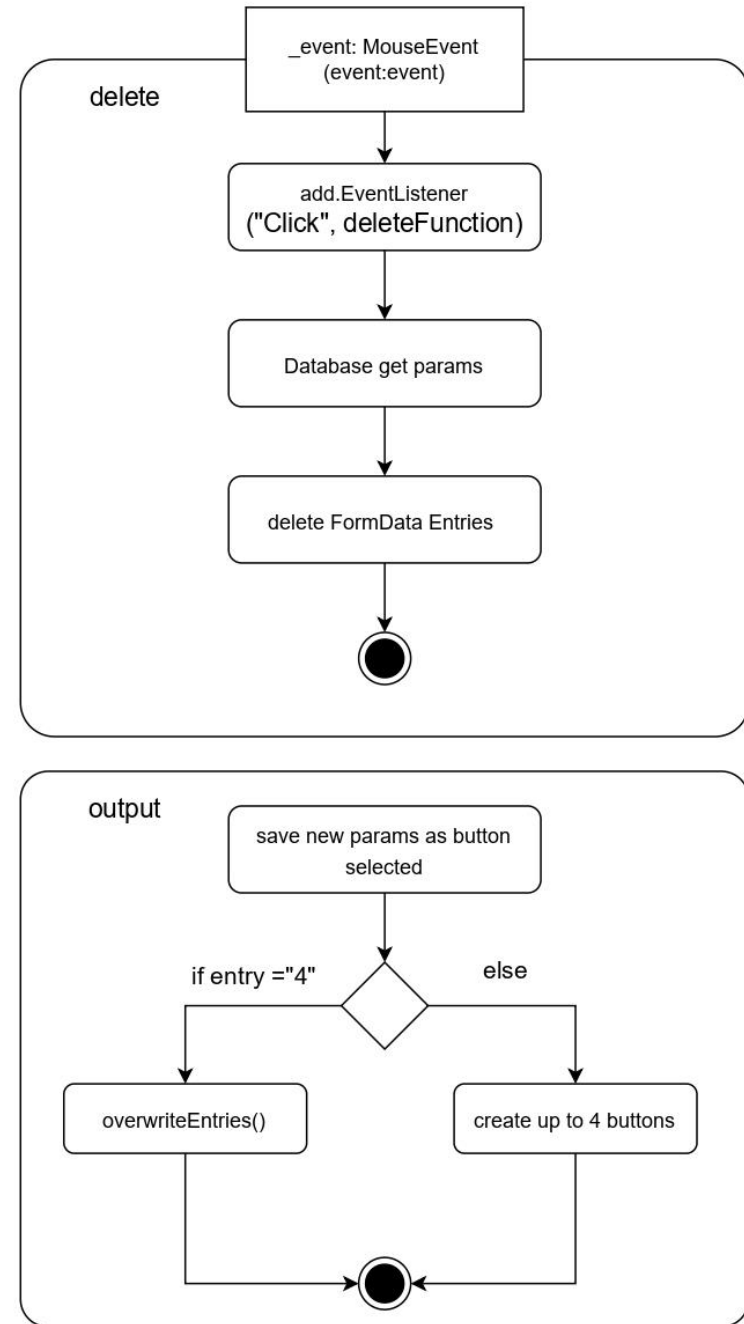 _event: MouseEvent
(event:event)
delete
add.EventListener
("Click", deleteFunction)
Database get params
delete FormData Entries
output
save new params as button
selected
if entry ="4"
else
overwriteEntries()
create up to 4 buttons